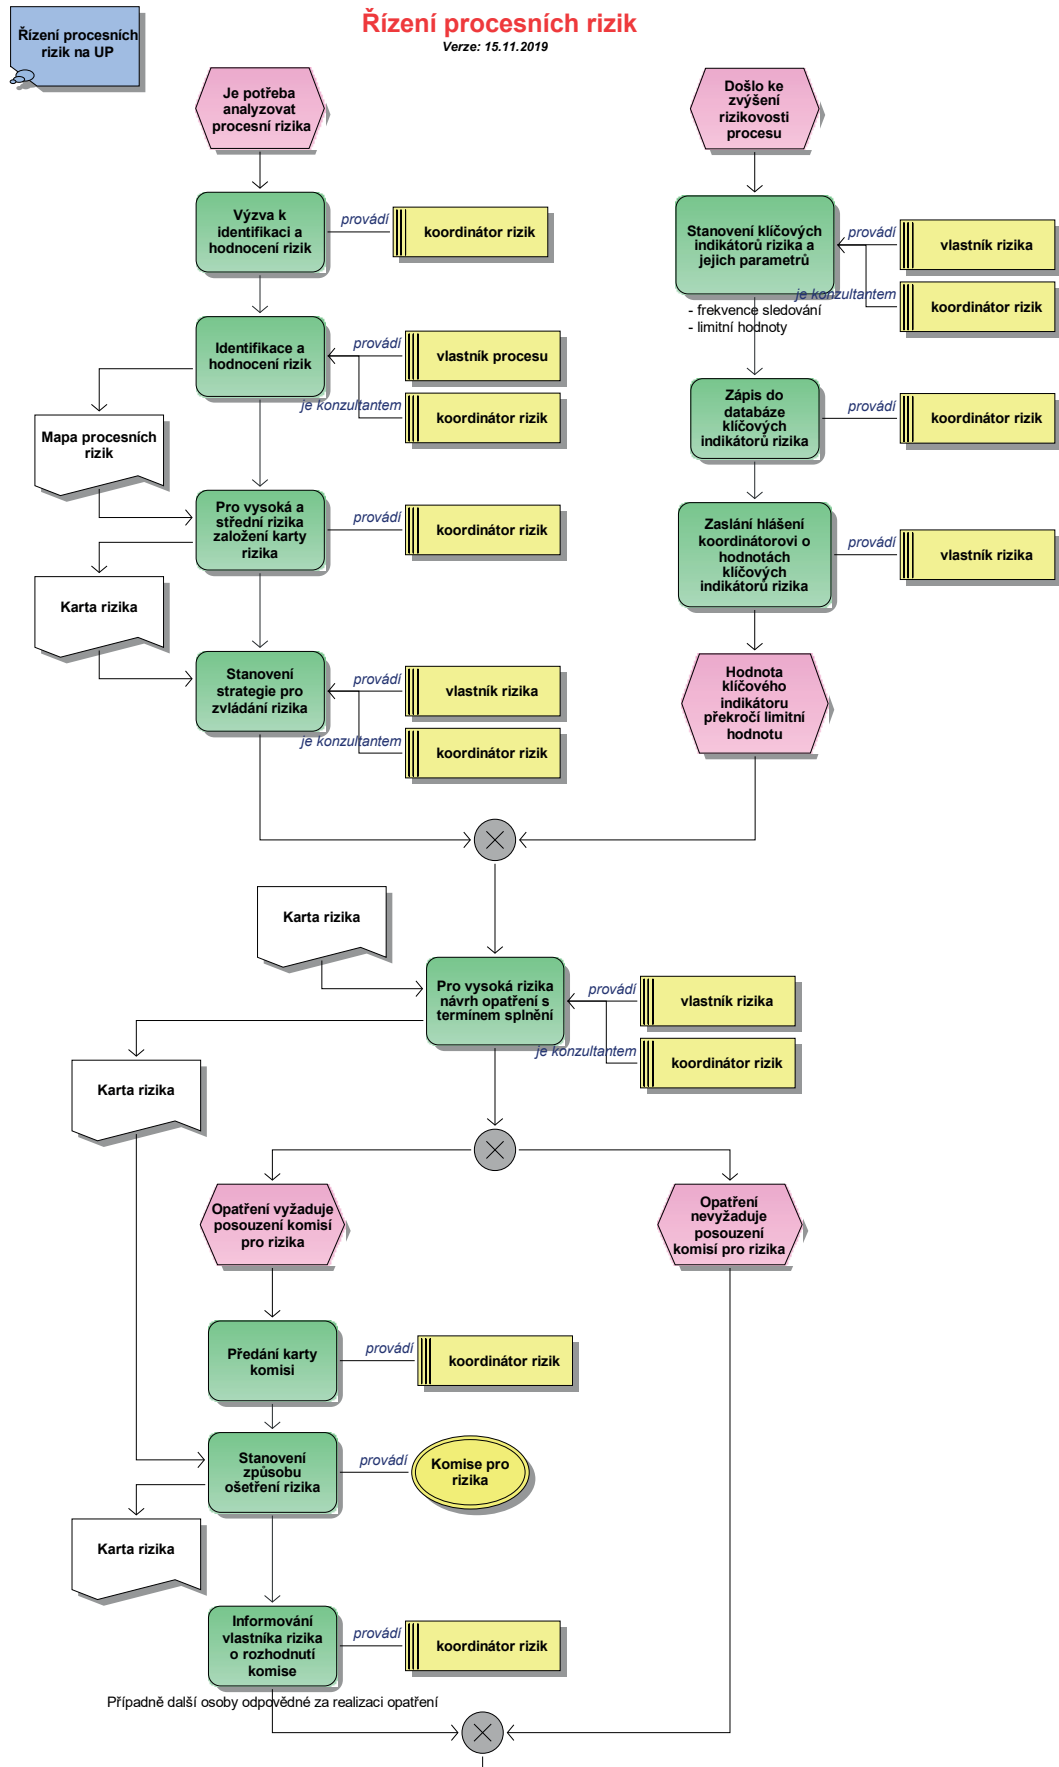 Řízení procesních
rizik na UP
Řízení procesních rizik
Verze: 15.11.2019
Je potřeba
analyzovat
procesní rizika
Došlo ke
zvýšení
rizikovosti
procesu
Výzva k
identifikaci a
hodnocení rizik
provádí
koordinátor rizik
Stanovení klíčových
indikátorů rizika a
jejich parametrů
provádí
vlastník rizika
je konzultantem
koordinátor rizik
- frekvence sledování
- limitní hodnoty
Identifikace a
hodnocení rizik
provádí
vlastník procesu
je konzultantem
koordinátor rizik
Zápis do
databáze
klíčových
indikátorů rizika
provádí
koordinátor rizik
Mapa procesních
rizik
Pro vysoká a
střední rizika
založení karty
rizika
provádí
koordinátor rizik
Zaslání hlášení
koordinátorovi o
hodnotách
klíčových
indikátorů rizika
provádí
vlastník rizika
Karta rizika
Stanovení
strategie pro
zvládání rizika
provádí
vlastník rizika
je konzultantem
koordinátor rizik
Hodnota
klíčového
indikátoru
překročí limitní
hodnotu
Karta rizika
Pro vysoká rizika
návrh opatření s
termínem splnění
provádí
vlastník rizika
je konzultantem
koordinátor rizik
Karta rizika
Opatření vyžaduje
posouzení komisí
pro rizika
Opatření
nevyžaduje
posouzení
komisí pro rizika
Předání karty
komisi
provádí
koordinátor rizik
Stanovení
způsobu
ošetření rizika
provádí
Komise pro
rizika
Karta rizika
Informování
vlastníka rizika
o rozhodnutí
komise
provádí
koordinátor rizik
Případně další osoby odpovědné za realizaci opatření